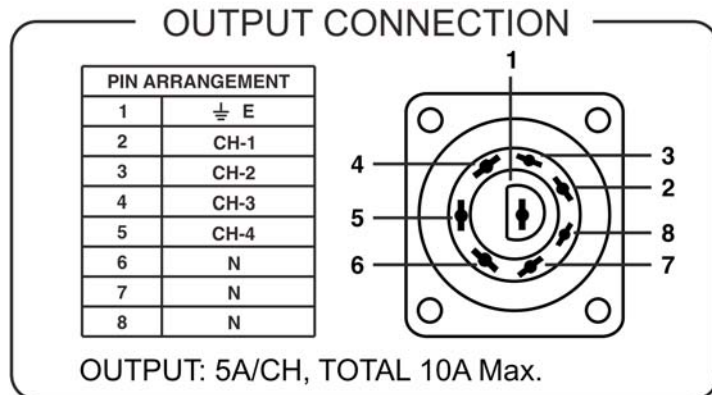 OUTPUT CONNECTION
PIN ARRANGEMENT
1 ⏚ E
2 CH-1
3 CH-2
4 CH-3
5 CH-4
6 N
7 N
8 N
1
4 3
2
5
8
6 7
OUTPUT: 5A/CH, TOTAL 10A Max.